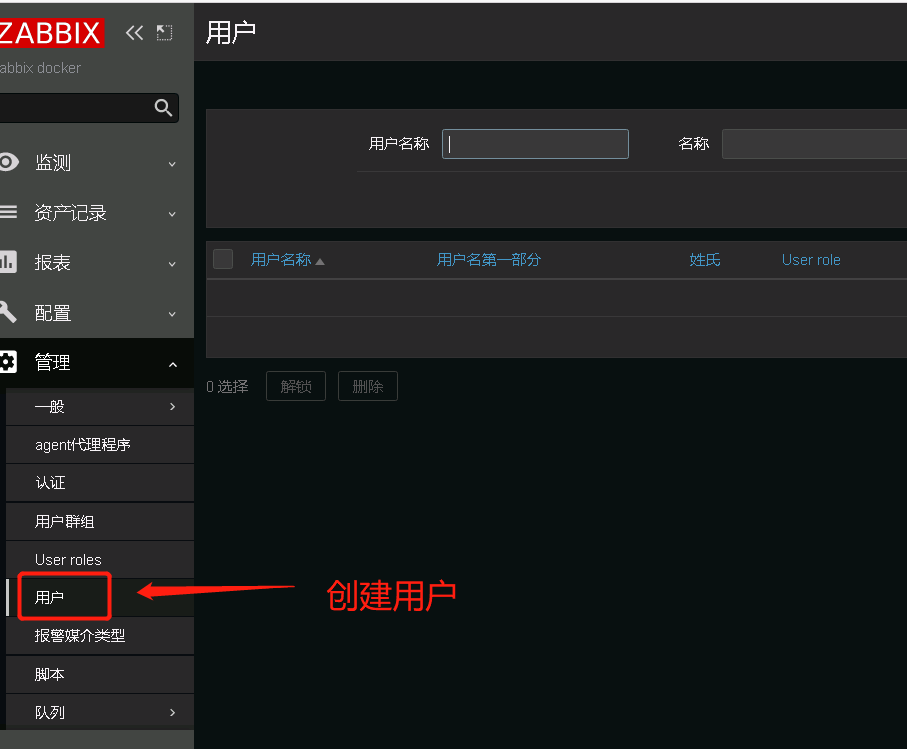 ZABBIX
用户
abbix docker
用户名称
名称
监测
资产记录
报表
配置
管理
用户名称
用户名第一部分
姓氏
User role
0 选择
解锁
删除
一般
agent代理程序
认证
用户群组
User roles
用户
创建用户
报警媒介类型
脚本
队列